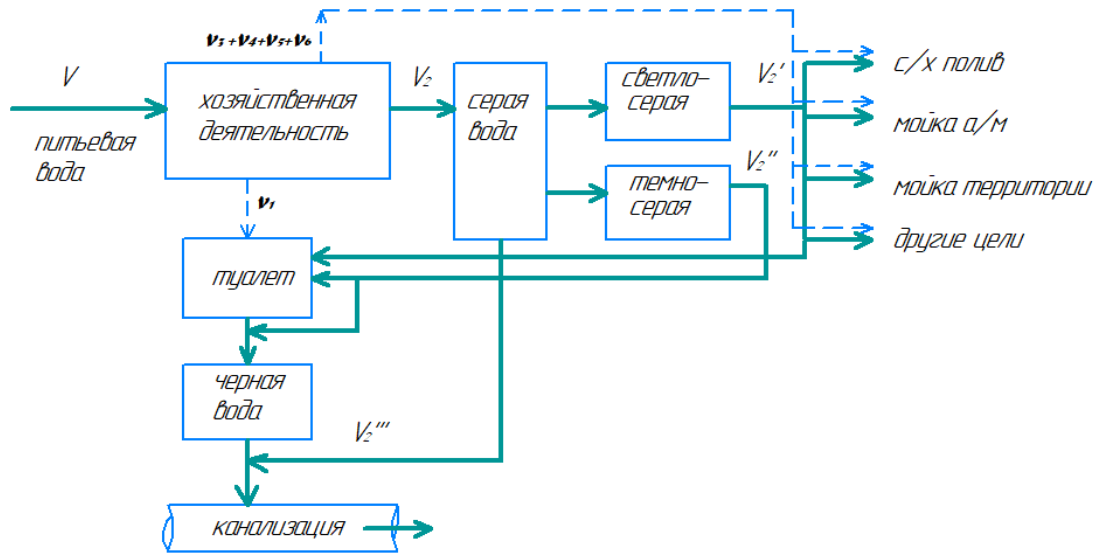 V₃+V₄+V₅+V₆
V
хозяйственная
деятельность
питьевая
вода
V₂
серая
вода
светло-
серая
V₂'
с/х полив
мойка а/м
V₂''
темно-
серая
мойка территории
V₁
другие цели
туалет
черная
вода
V₂'''
канализация